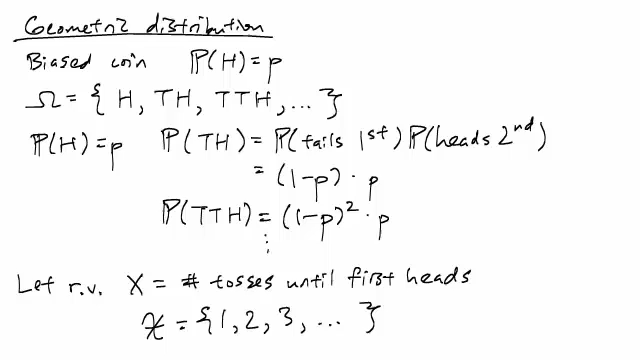 Geometric distribution
Biased coin ℙ(H) = p
Ω = { H, TH, TTH, ... }
ℙ(H) = p ℙ(TH) = ℙ(tails 1st) ℙ(heads 2nd)
= (1-p) · p
ℙ(TTH) = (1-p)² · p
⋮
Let r.v. X = # tosses until first heads
𝒳 = { 1, 2, 3, ... }